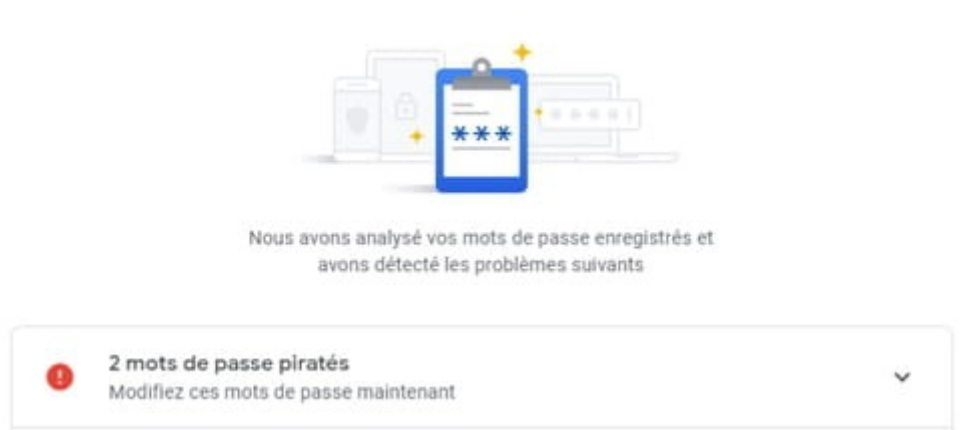 ***
Nous avons analysé vos mots de passe enregistrés et
avons détecté les problèmes suivants
2 mots de passe piratés
Modifiez ces mots de passe maintenant